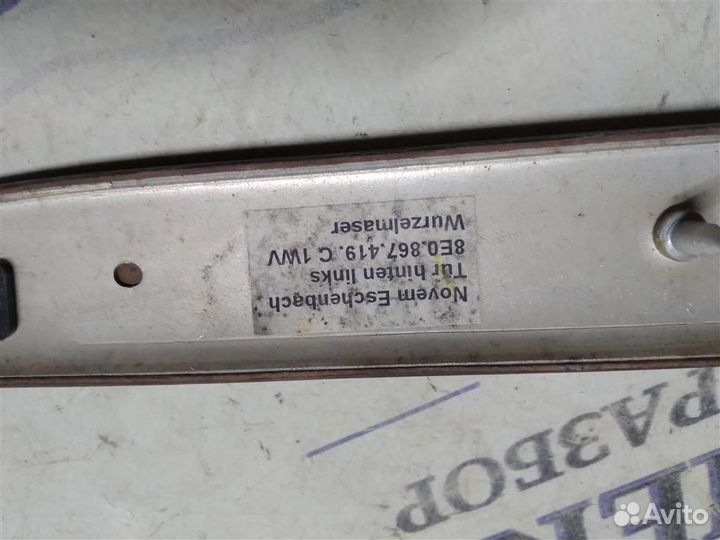 Novem Eschenbach
Tür hinten links
8E0.867.419. C 1WV
Wurzelmaser
РАЗБОР
Avito